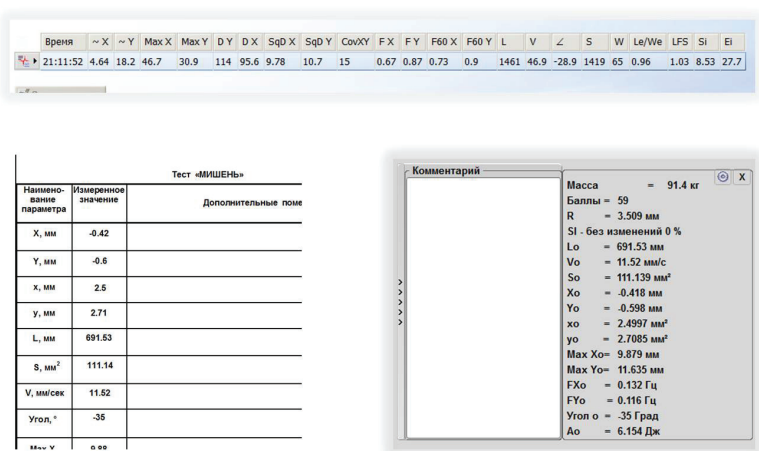 Время ~ X ~ Y Max X Max Y D Y D X SqD X SqD Y CovXY F X F Y F60 X F60 Y L V ∠ S W Le/We LFS Si Ei
21:11:52 4.64 18.2 46.7 30.9 114 95.6 9.78 10.7 15 0.67 0.87 0.73 0.9 1461 46.9 -28.9 1419 65 0.96 1.03 8.53 27.7
Тест «МИШЕНЬ»
Наимено-
вание
параметра
Измеренное
значение
Дополнительные поме
X, мм -0.42
Y, мм -0.6
x, мм 2.5
y, мм 2.71
L, мм 691.53
S, мм² 111.14
V, мм/сек 11.52
Угол, ° -35
Max X 9.88
Комментарий
X
Масса = 91.4 кг
Баллы = 59
R = 3.509 мм
SI - без изменений 0 %
Lo = 691.53 мм
Vo = 11.52 мм/с
So = 111.139 мм²
Xo = -0.418 мм
Yo = -0.598 мм
xo = 2.4997 мм²
yo = 2.7085 мм²
Max Xo= 9.879 мм
Max Yo= 11.635 мм
FXo = 0.132 Гц
FYo = 0.116 Гц
Угол о = -35 Град
Ao = 6.154 Дж